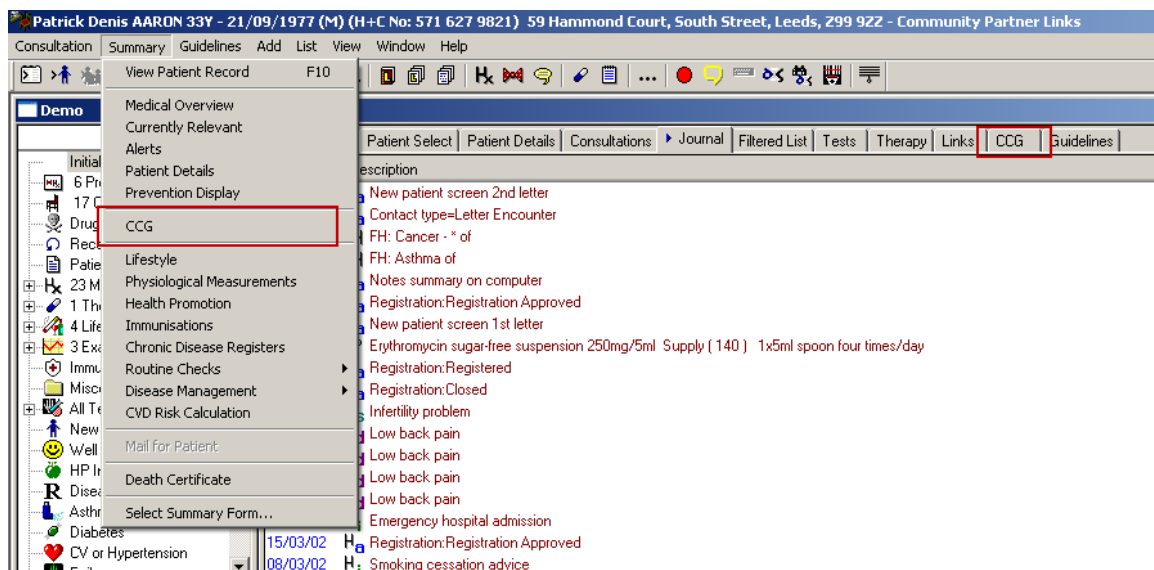 Patrick Denis AARON 33Y - 21/09/1977 (M) (H+C No: 571 627 9821) 59 Hammond Court, South Street, Leeds, Z99 9ZZ - Community Partner Links
Consultation Summary Guidelines Add List View Window Help
View Patient Record F10
Medical Overview
Currently Relevant
Alerts
Patient Details
Prevention Display
CCG
Lifestyle
Physiological Measurements
Health Promotion
Immunisations
Chronic Disease Registers
Routine Checks
Disease Management
CVD Risk Calculation
Mail for Patient
Death Certificate
Select Summary Form...
Demo
Initial
6 Pr
17
Drug
Rec
Patie
23 M
1 Th
4 Life
3 Exa
Immu
Misc
All Te
New
Well
HP Ir
Disea
Asthr
Diabetes
CV or Hypertension
Patient Select Patient Details Consultations Journal Filtered List Tests Therapy Links CCG Guidelines
escription
New patient screen 2nd letter
Contact type=Letter Encounter
FH: Cancer - * of
FH: Asthma of
Notes summary on computer
Registration:Registration Approved
New patient screen 1st letter
Erythromycin sugar-free suspension 250mg/5ml Supply ( 140 ) 1x5ml spoon four times/day
Registration:Registered
Registration:Closed
Infertility problem
Low back pain
Low back pain
Low back pain
Low back pain
Emergency hospital admission
15/03/02 Ha Registration:Registration Approved
08/03/02 H Smoking cessation advice